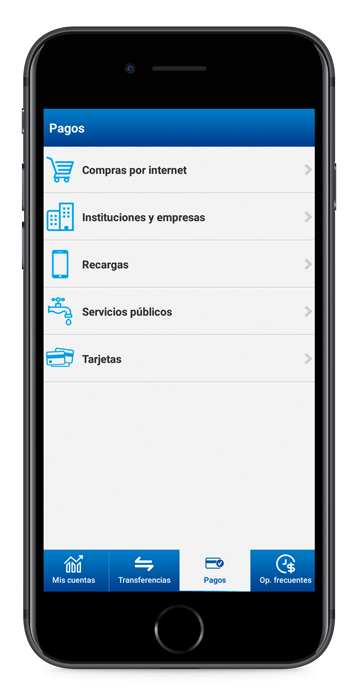 Pagos
Compras por internet
Instituciones y empresas
Recargas
Servicios públicos
Tarjetas
Mis cuentas
Transferencias
Pagos
Op. frecuentes